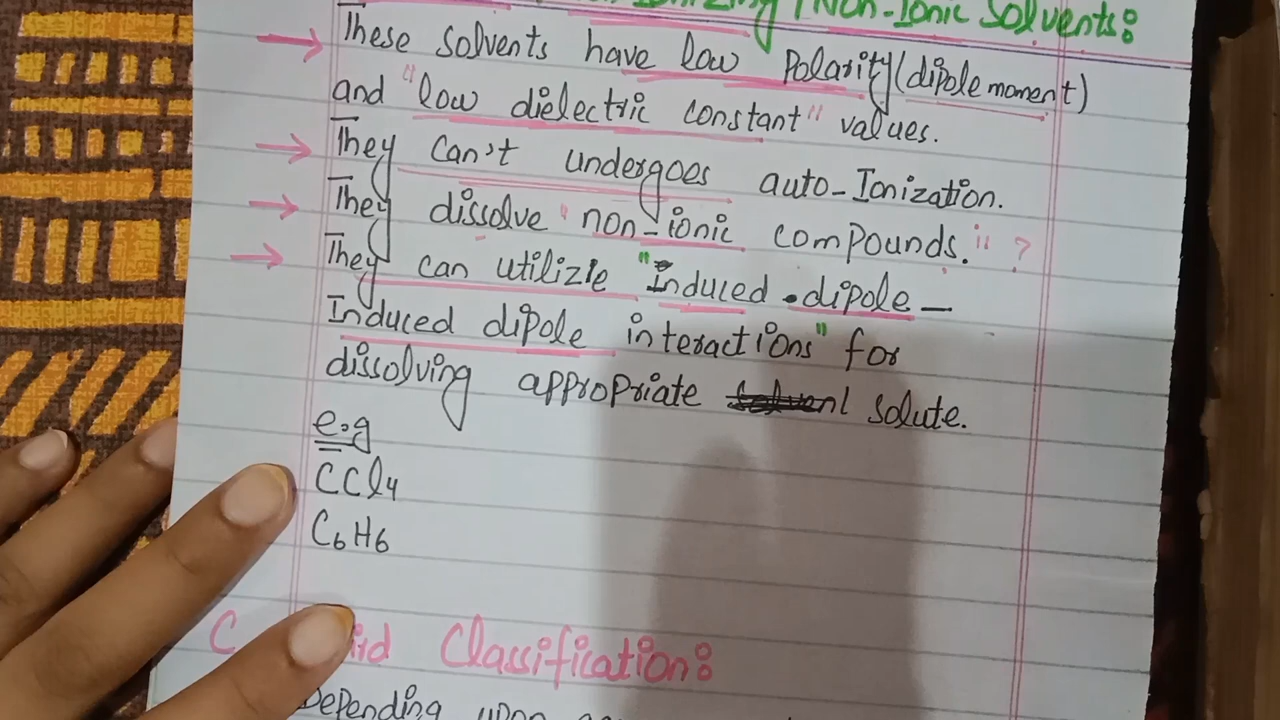 Non-Ionic Solvents:
→ These solvents have low Polarity (dipole moment)
and "low dielectric constant" values.
→ They can't undergoes auto-Ionization.
→ They dissolve "non-ionic compounds." ?
→ They can utilizie "Induced dipole-
Induced dipole interactions" for
dissolving appropriate solute.
e.g
CCl4
C6H6
C Classification:
Depending upon